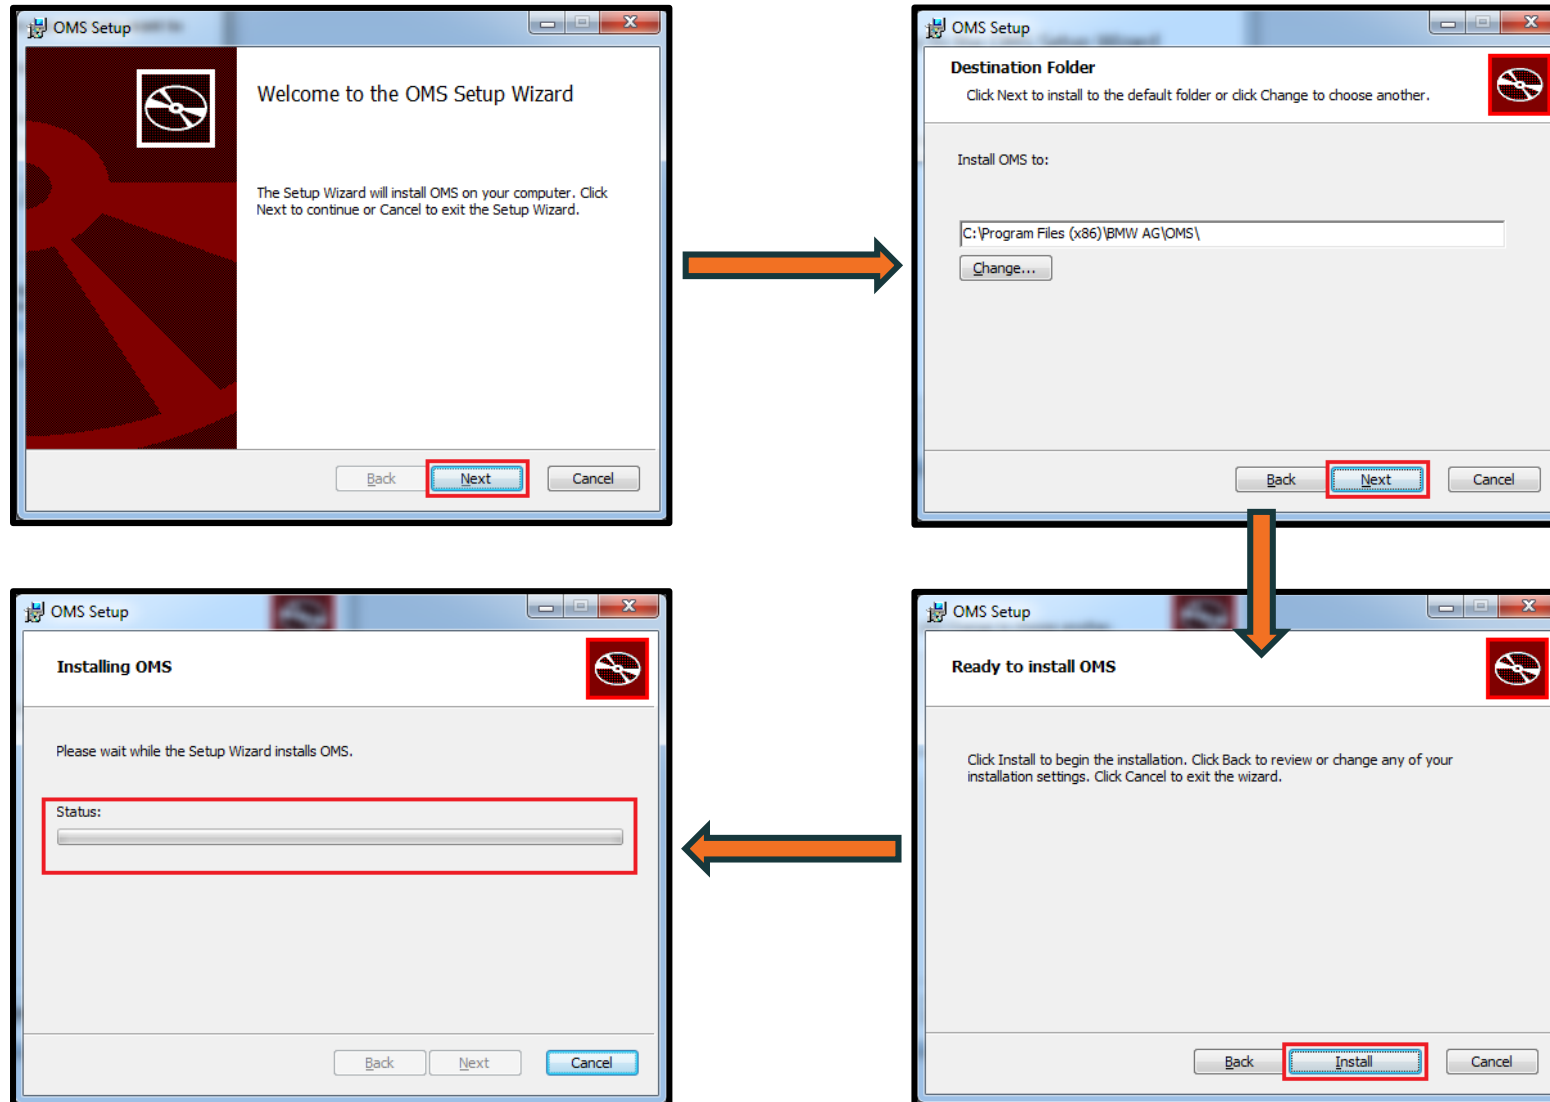 OMS Setup
Welcome to the OMS Setup Wizard
The Setup Wizard will install OMS on your computer. Click
Next to continue or Cancel to exit the Setup Wizard.
Back Next Cancel
OMS Setup
Destination Folder
Click Next to install to the default folder or click Change to choose another.
Install OMS to:
C:\Program Files (x86)\BMW AG\OMS\
Change...
Back Next Cancel
OMS Setup
Ready to install OMS
Click Install to begin the installation. Click Back to review or change any of your
installation settings. Click Cancel to exit the wizard.
Back Install Cancel
OMS Setup
Installing OMS
Please wait while the Setup Wizard installs OMS.
Status:
Back Next Cancel